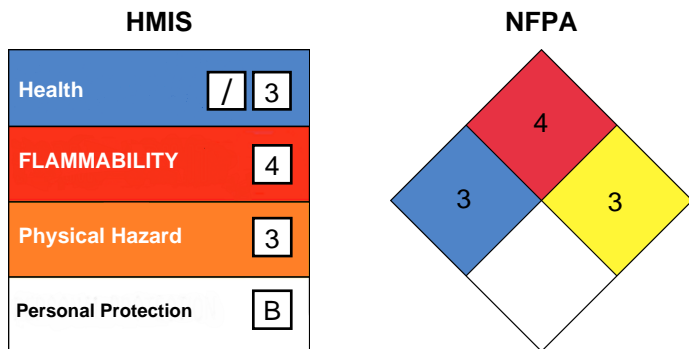 HMIS
Health / 3
FLAMMABILITY 4
Physical Hazard 3
Personal Protection B
NFPA
4
3 3